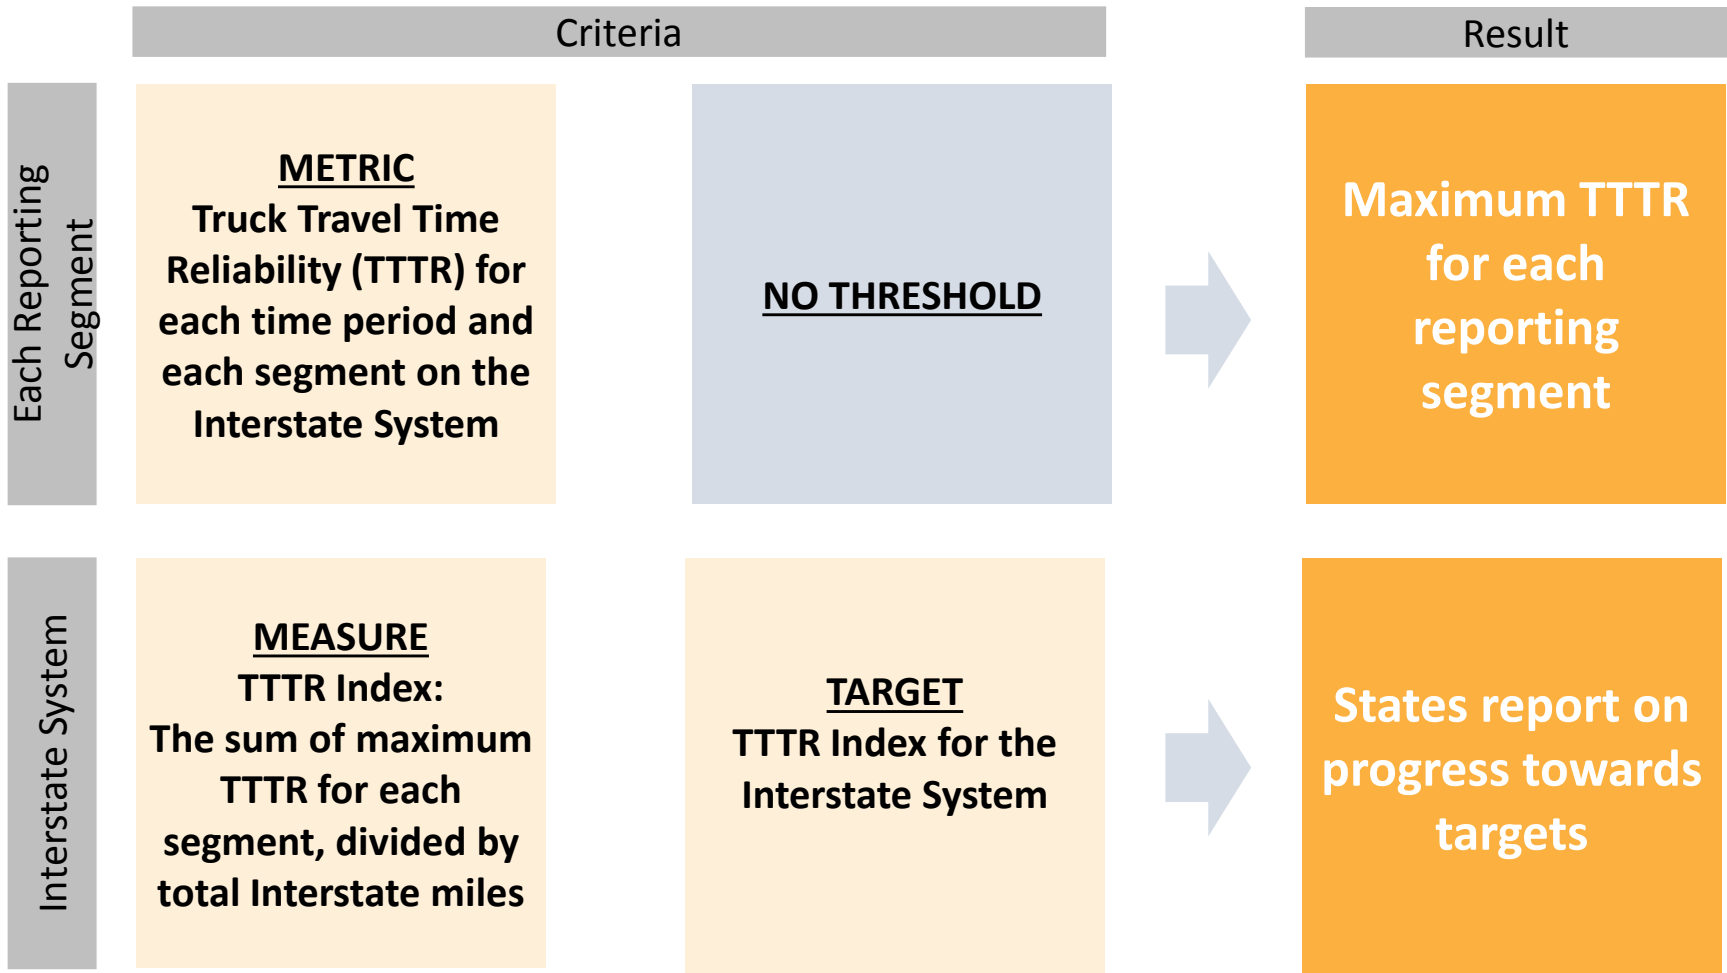 Criteria
Result
Each Reporting
Segment
METRIC
Truck Travel Time
Reliability (TTTR) for
each time period and
each segment on the
Interstate System
NO THRESHOLD
Maximum TTTR
for each
reporting
segment
Interstate System
MEASURE
TTTR Index:
The sum of maximum
TTTR for each
segment, divided by
total Interstate miles
TARGET
TTTR Index for the
Interstate System
States report on
progress towards
targets